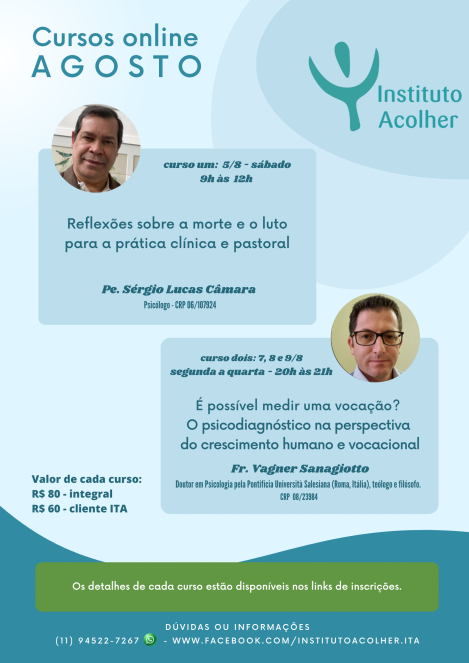 Cursos online
AGOSTO
Instituto
Acolher
curso um: 5/8 - sábado
9h às 12h
Reflexões sobre a morte e o luto
para a prática clínica e pastoral
Pe. Sérgio Lucas Câmara
Psicólogo - CRP 06/107924
curso dois: 7, 8 e 9/8
segunda a quarta - 20h às 21h
É possível medir uma vocação?
O psicodiagnóstico na perspectiva
do crescimento humano e vocacional
Fr. Vagner Sanagiotto
Doutor em Psicologia pela Pontificia Università Salesiana (Roma, Itália), teólogo e filósofo.
CRP 08/23984
Valor de cada curso:
R$ 80 - integral
R$ 60 - cliente ITA
Os detalhes de cada curso estão disponíveis nos links de inscrições.
DÚVIDAS OU INFORMAÇÕES
(11) 94522-7267 - WWW.FACEBOOK.COM/INSTITUTOACOLHER.ITA